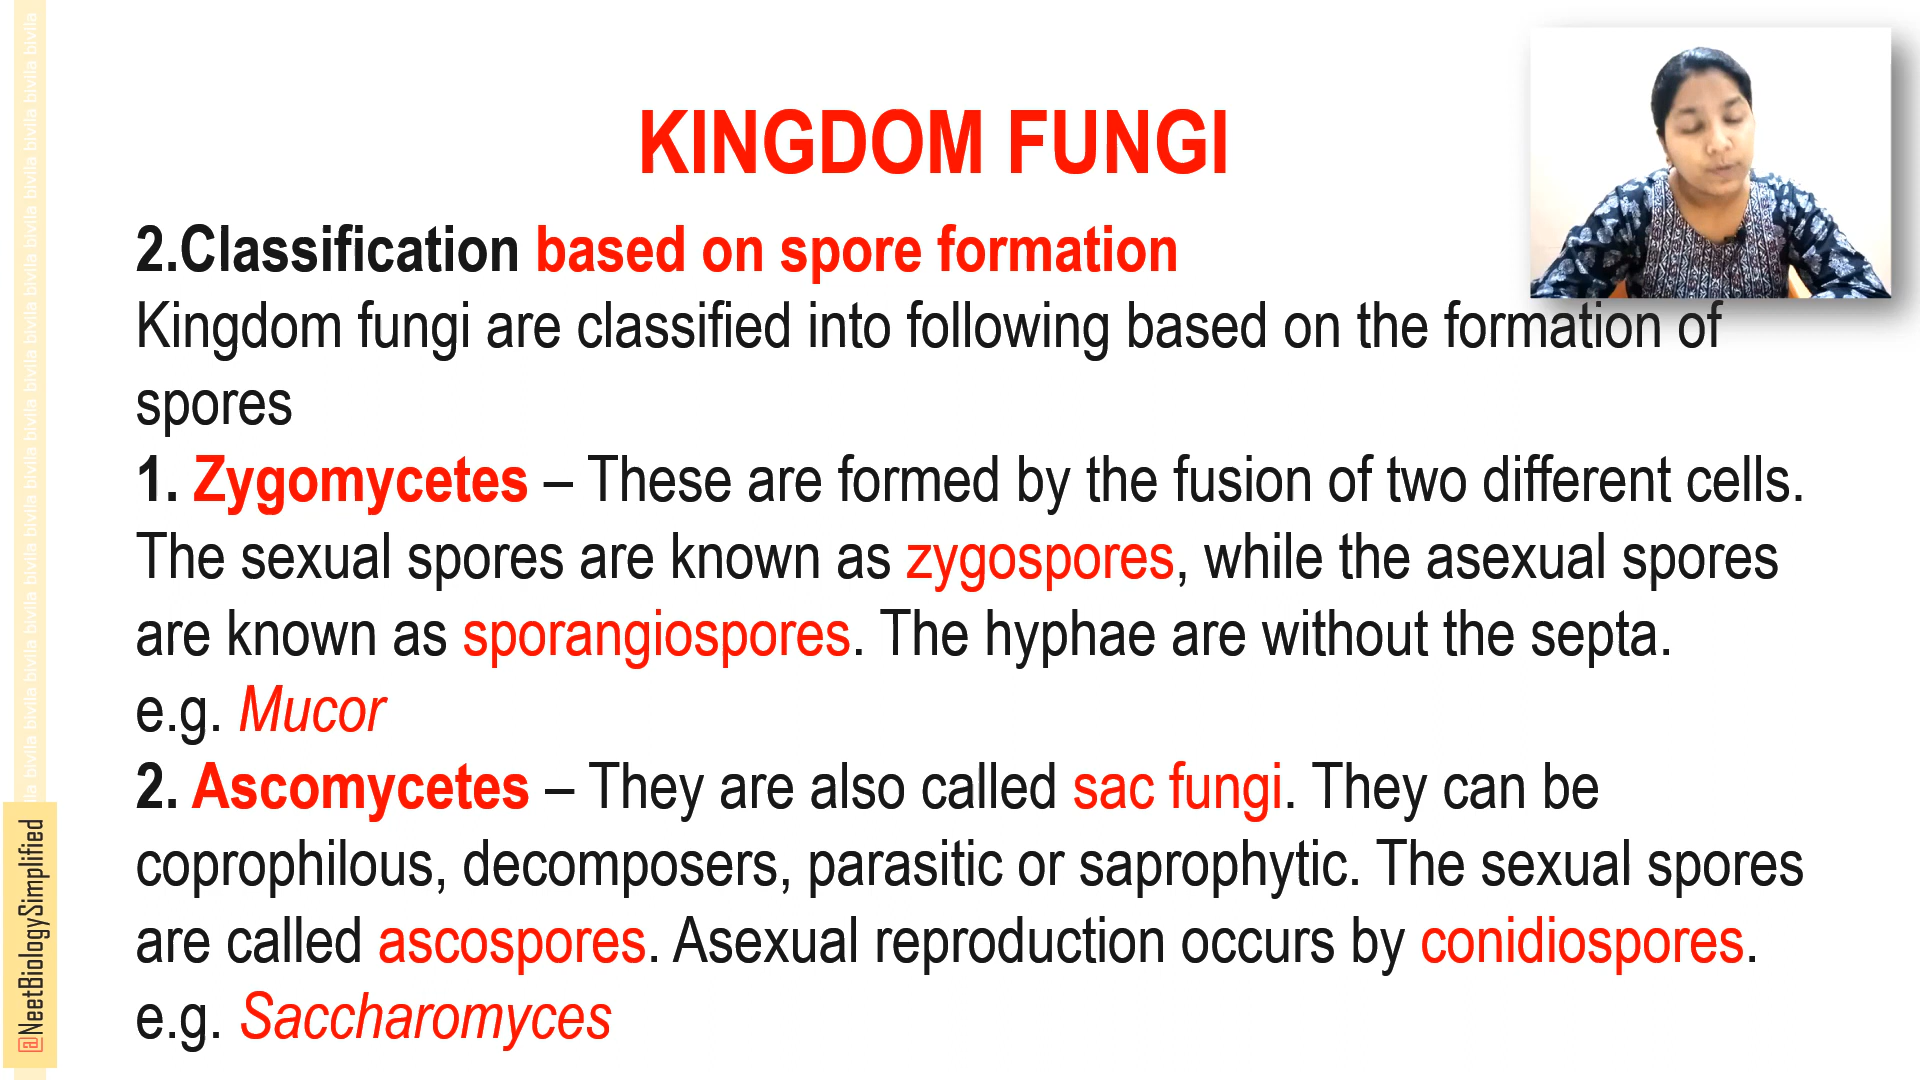 KINGDOM FUNGI
2.Classification based on spore formation
Kingdom fungi are classified into following based on the formation of
spores
1. Zygomycetes – These are formed by the fusion of two different cells.
The sexual spores are known as zygospores, while the asexual spores
are known as sporangiospores. The hyphae are without the septa.
e.g. Mucor
2. Ascomycetes – They are also called sac fungi. They can be
coprophilous, decomposers, parasitic or saprophytic. The sexual spores
are called ascospores. Asexual reproduction occurs by conidiospores.
e.g. Saccharomyces
@NeetBiologySimplified